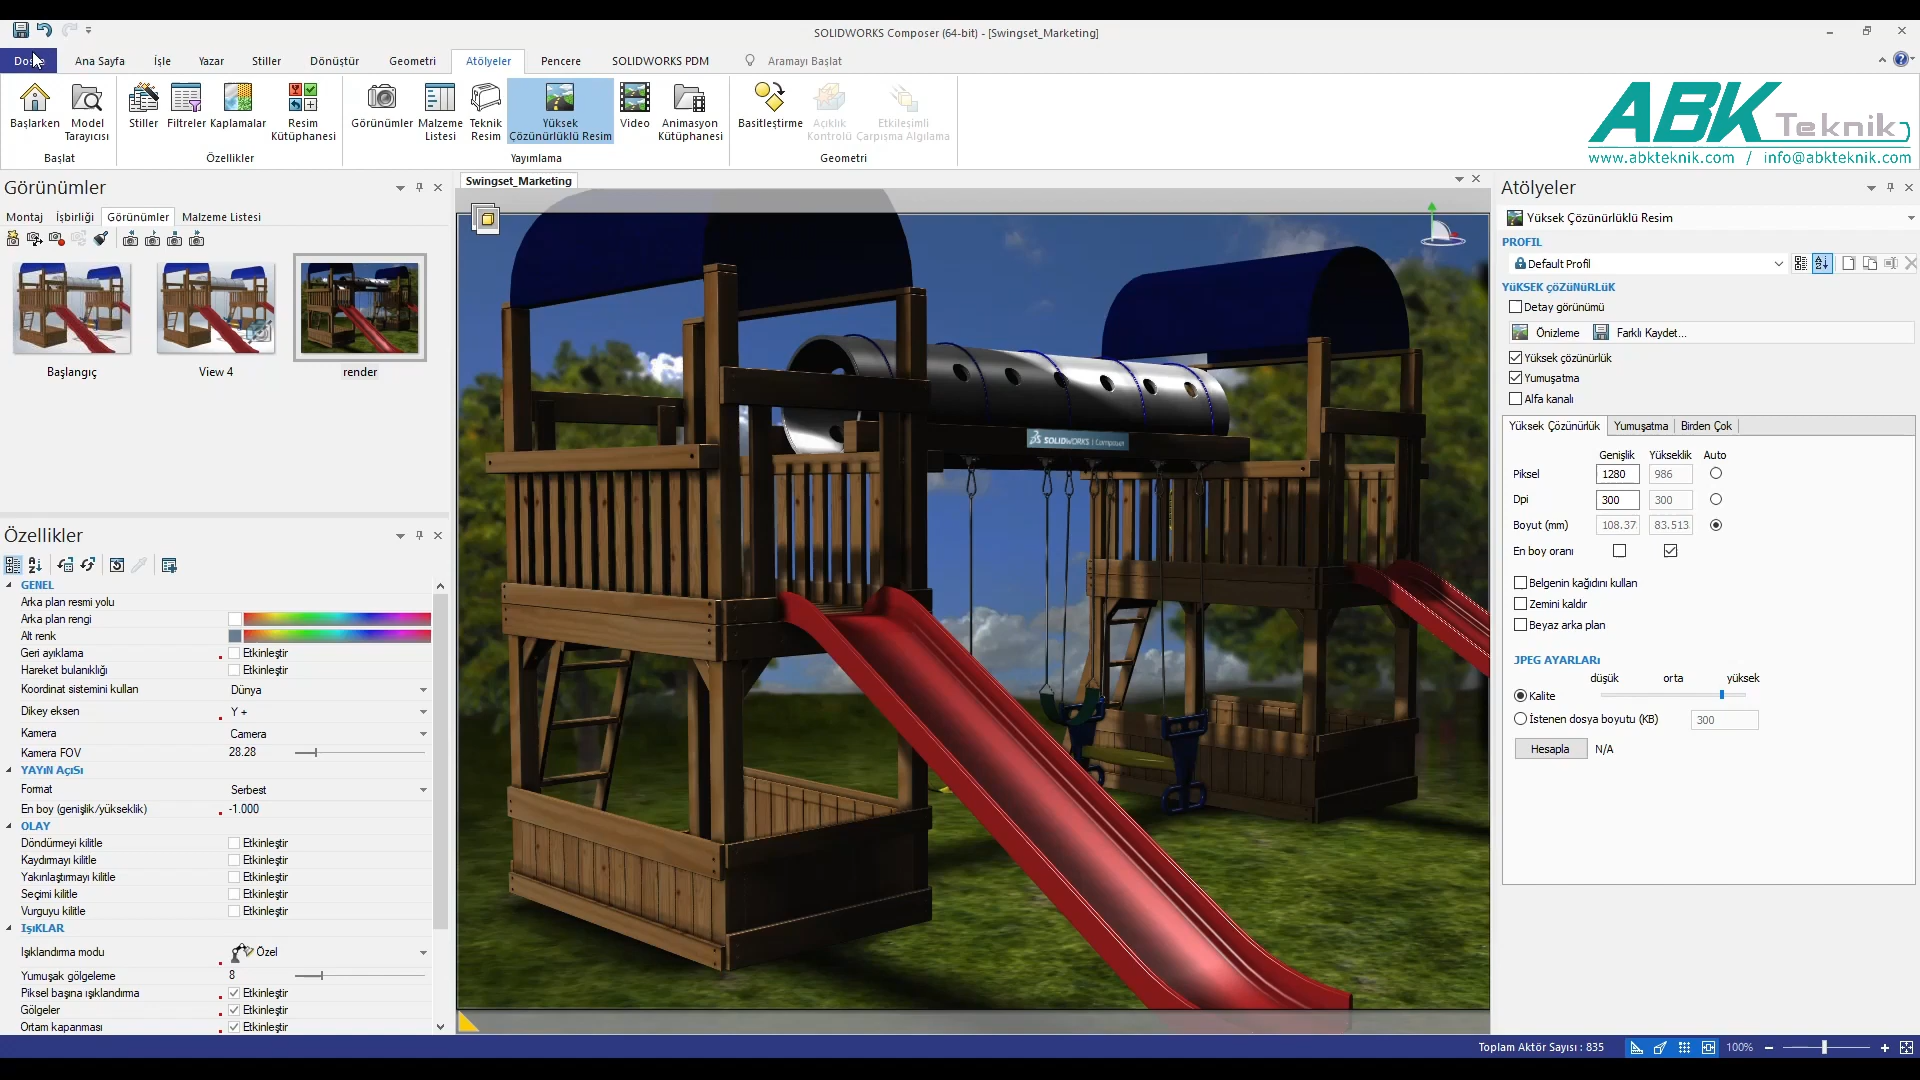 SOLIDWORKS Composer (64-bit) - [Swingset_Marketing]
Ana Sayfa İşle Yazar Stiller Dönüştür Geometri Atölyeler Pencere SOLIDWORKS PDM Aramayı Başlat
Başlarken
Model Tarayıcısı
Başlat
Stiller
Filtreler
Kaplamalar
Resim Kütüphanesi
Özellikler
Görünümler
Malzeme Listesi
Teknik Resim
Yüksek Çözünürlüklü Resim
Video
Animasyon Kütüphanesi
Yayımlama
Basitleştirme
Açıklık Kontrolü
Etkileşimli Çarpışma Algılama
Geometri
ABK Teknik
www.abkteknik.com / info@abkteknik.com
Görünümler
Montaj İşbirliği Görünümler Malzeme Listesi
Başlangıç View 4 render
Özellikler
GENEL
Arka plan resmi yolu
Arka plan rengi
Alt renk
Geri ayıklama Etkinleştir
Hareket bulanıklığı Etkinleştir
Koordinat sistemini kullan Dünya
Dikey eksen Y +
Kamera Camera
Kamera FOV 28.28
YAYıN AçıSı
Format Serbest
En boy (genişlik/yükseklik) -1.000
OLAY
Döndürmeyi kilitle Etkinleştir
Kaydırmayı kilitle Etkinleştir
Yakınlaştırmayı kilitle Etkinleştir
Seçimi kilitle Etkinleştir
Vurguyu kilitle Etkinleştir
IşıKLAR
Işıklandırma modu Özel
Yumuşak gölgeleme 8
Piksel başına ışıklandırma Etkinleştir
Gölgeler Etkinleştir
Ortam kapanması Etkinleştir
Swingset_Marketing
SOLIDWORKS | Composer
Atölyeler
Yüksek Çözünürlüklü Resim
PROFIL
Default Profil
YüKSEK çöZüNüRLüK
Detay görünümü
Önizleme Farklı Kaydet...
Yüksek çözünürlük
Yumuşatma
Alfa kanalı
Yüksek Çözünürlük Yumuşatma Birden Çok
Genişlik Yükseklik Auto
Piksel 1280 986
Dpi 300 300
Boyut (mm) 108.37 83.513
En boy oranı
Belgenin kağıdını kullan
Zemini kaldır
Beyaz arka plan
JPEG AYARLARı
düşük orta yüksek
Kalite
İstenen dosya boyutu (KB) 300
Hesapla N/A
Toplam Aktör Sayısı : 835 100%